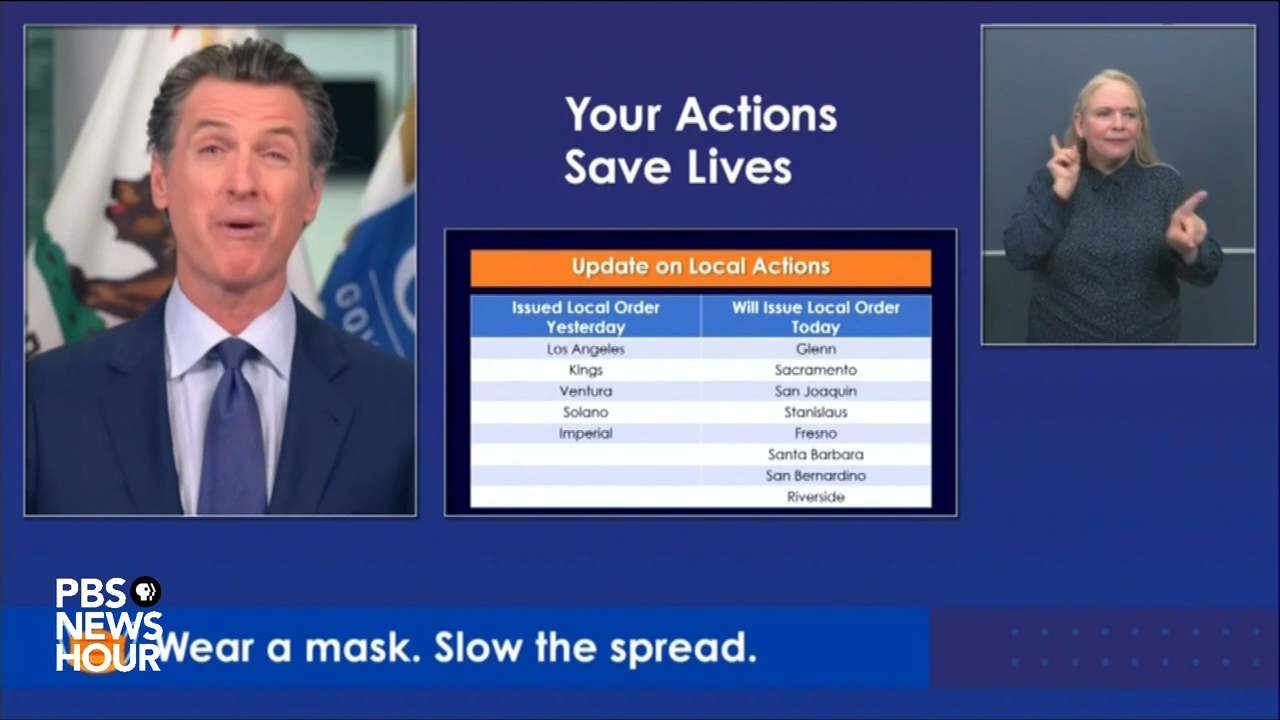 Your Actions
Save Lives
Update on Local Actions
Issued Local Order Yesterday
Will Issue Local Order Today
Los Angeles
Glenn
Kings
Sacramento
Ventura
San Joaquin
Solano
Stanislaus
Imperial
Fresno
Santa Barbara
San Bernardino
Riverside
GOV
PBS
NEWS
HOUR
Wear a mask. Slow the spread.